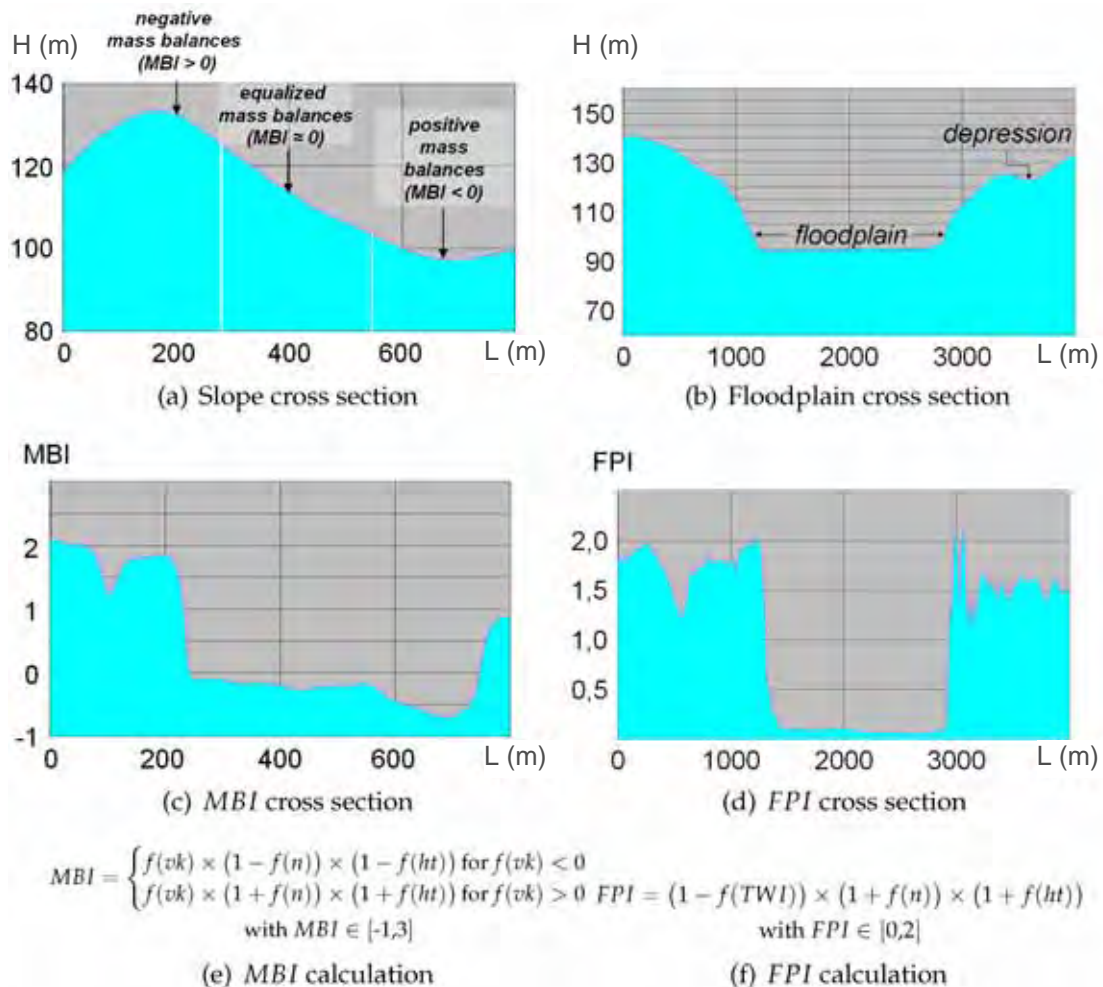 negative
mass balances
(MBI > 0)
H (m)
140
120
100
80
equalized
mass balances
(MBI ≅ 0)
positive
mass
balances
(MBI < 0)
0 200 400 600 L (m)
(a) Slope cross section
H (m)
150
130
110
90
70
depression
floodplain
0 1000 2000 3000 L (m)
(b) Floodplain cross section
MBI
2
1
0
-1
0 200 400 600 L (m)
(c) MBI cross section
FPI
2,0
1,5
1,0
0,5
0 1000 2000 3000 L (m)
(d) FPI cross section
MBI = { f(vk) × (1 − f(n)) × (1 − f(ht)) for f(vk) < 0
f(vk) × (1 + f(n)) × (1 + f(ht)) for f(vk) > 0
with MBI ∈ [-1,3]
(e) MBI calculation
FPI = (1 − f(TWI)) × (1 + f(n)) × (1 + f(ht))
with FPI ∈ [0,2]
(f) FPI calculation